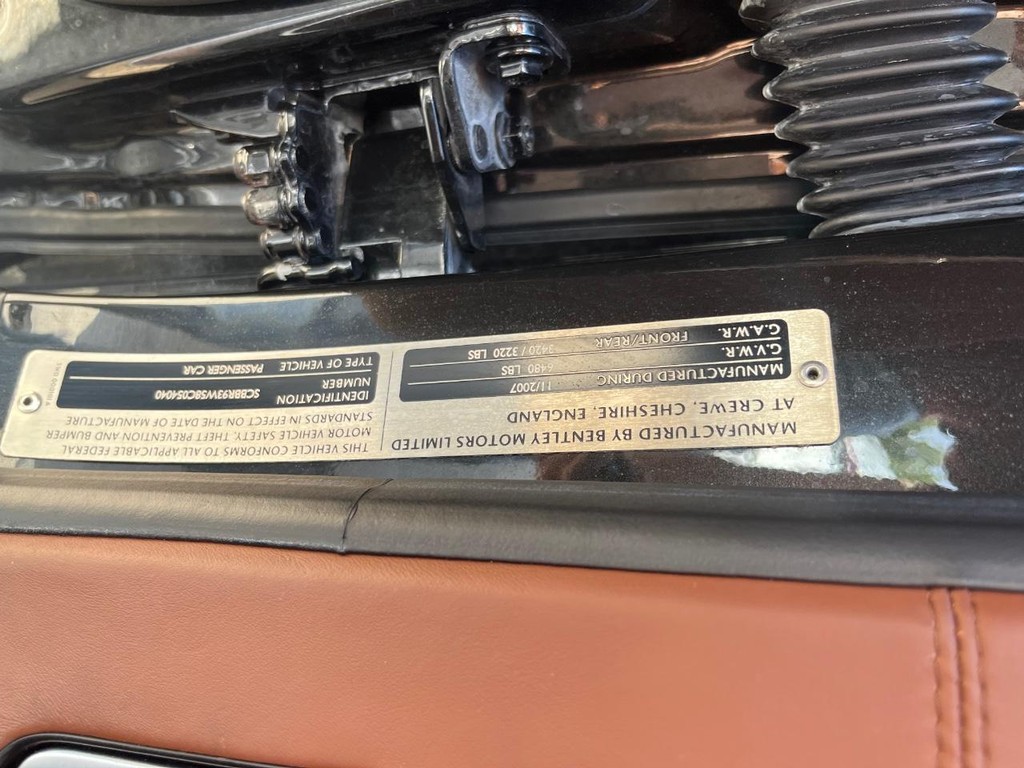 MANUFACTURED BY BENTLEY MOTORS LIMITED
AT CREWE, CHESHIRE, ENGLAND
MANUFACTURED DURING 11/2007
G.V.W.R. 6480 LBS
G.A.W.R. FRONT/REAR 3420 / 3220 LBS
THIS VEHICLE CONFORMS TO ALL APPLICABLE FEDERAL
MOTOR VEHICLE SAFETY, THEFT PREVENTION AND BUMPER
STANDARDS IN EFFECT ON THE DATE OF MANUFACTURE
IDENTIFICATION
NUMBER SCBBR93W58C054040
TYPE OF VEHICLE PASSENGER CAR